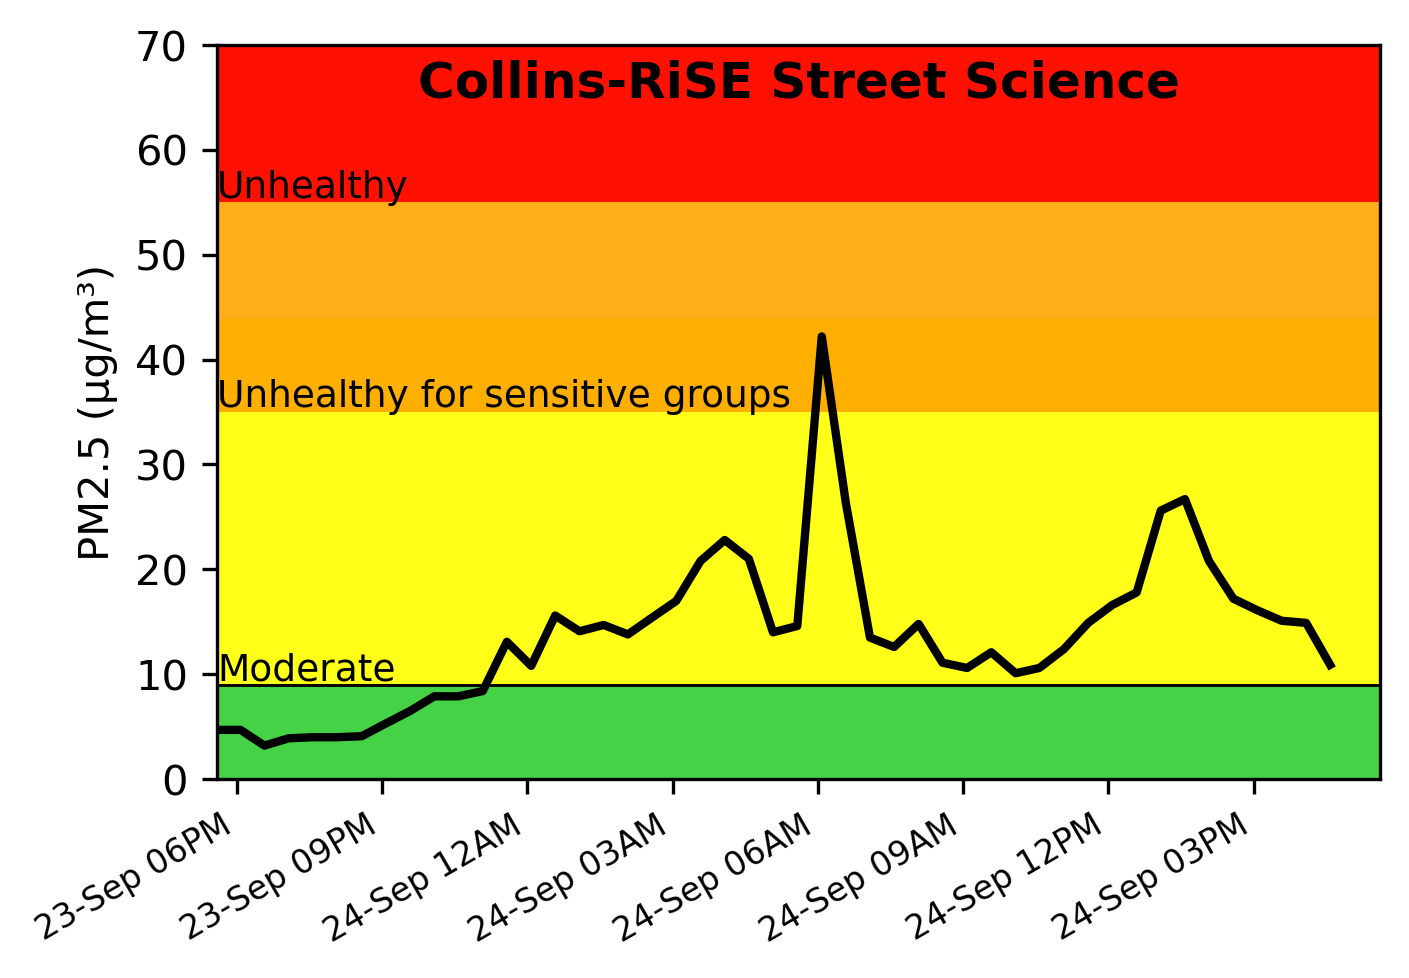 Collins-RiSE Street Science
70
60
Unhealthy
50
40
Unhealthy for sensitive groups
30
20
10
Moderate
0
PM2.5 (µg/m³)
23-Sep 06PM
23-Sep 09PM
24-Sep 12AM
24-Sep 03AM
24-Sep 06AM
24-Sep 09AM
24-Sep 12PM
24-Sep 03PM